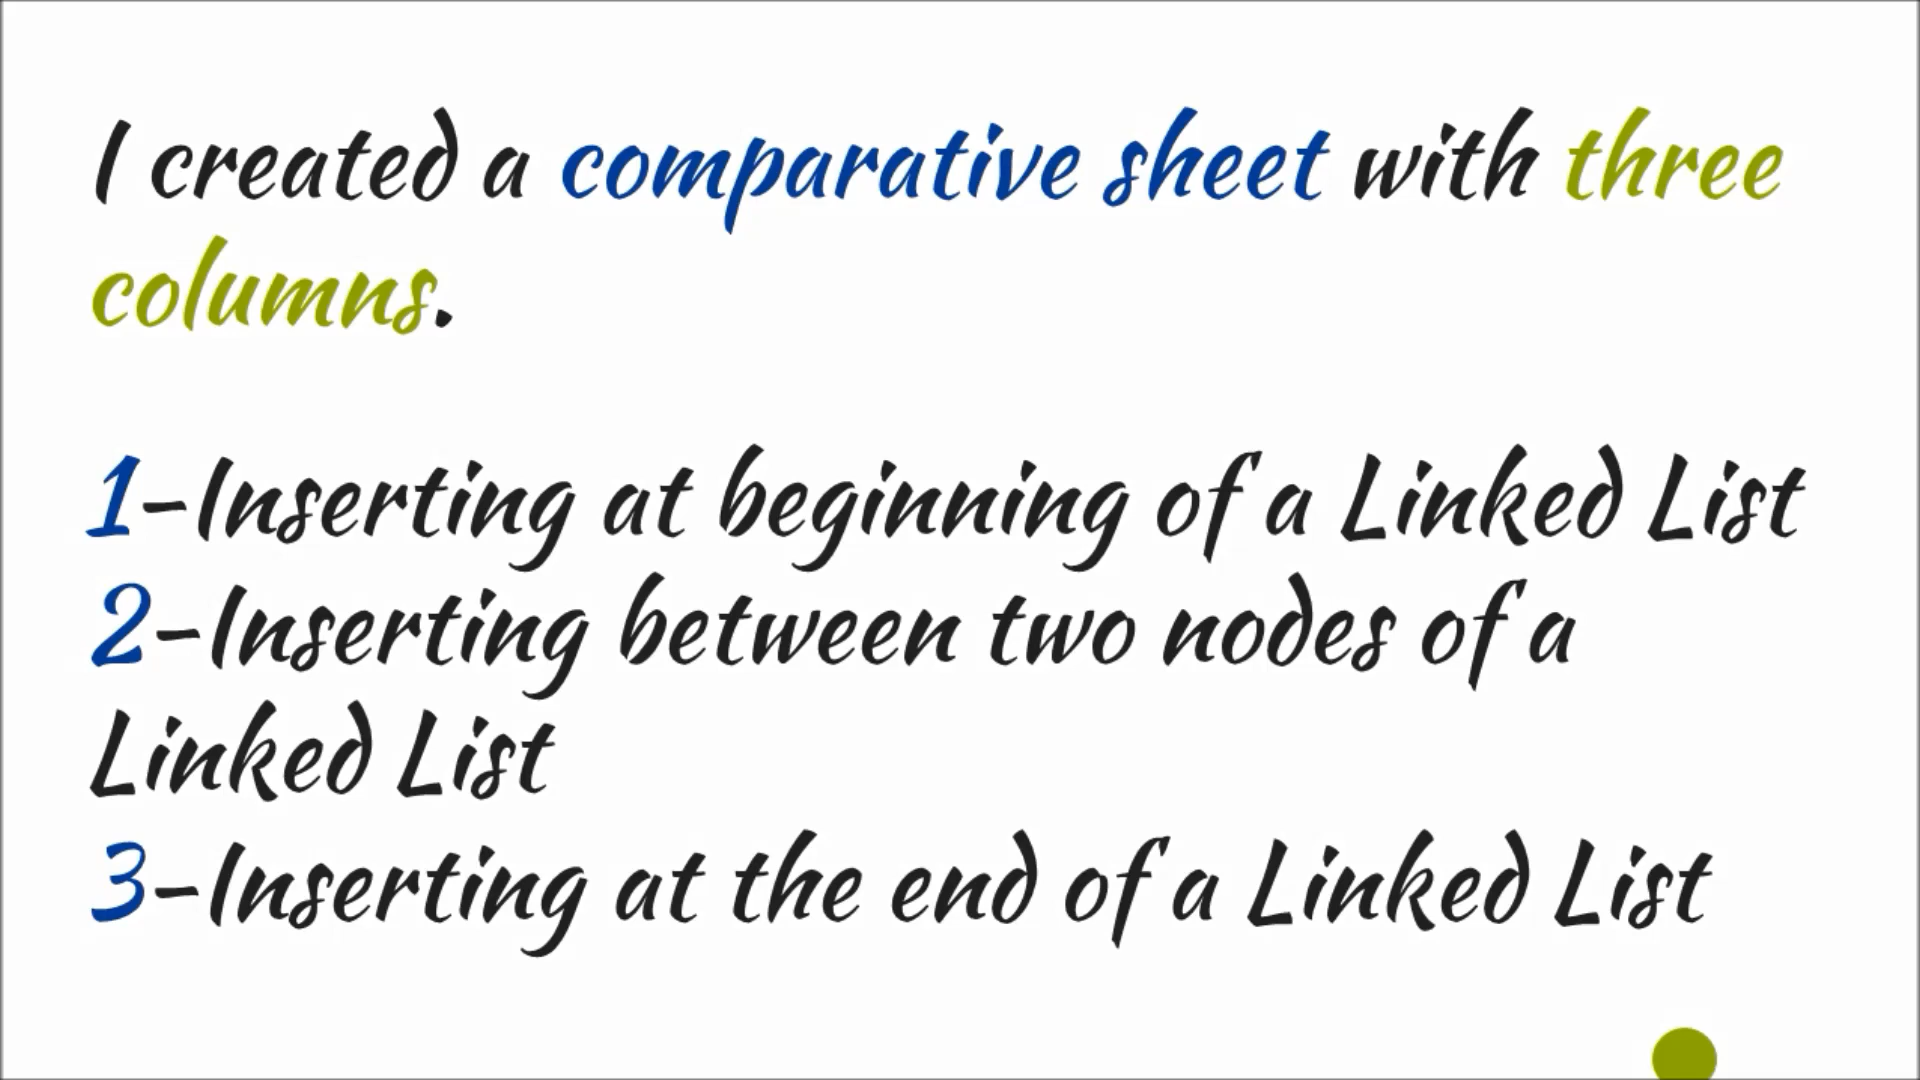 I created a comparative sheet with three
columns.
1-Inserting at beginning of a Linked List
2-Inserting between two nodes of a
Linked List
3-Inserting at the end of a Linked List